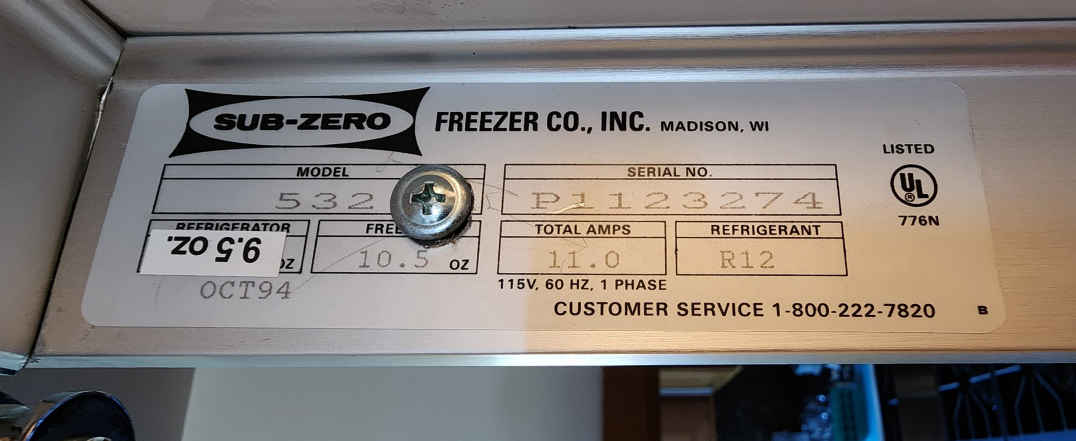 SUB-ZERO FREEZER CO., INC. MADISON, WI
LISTED
MODEL SERIAL NO.
532 P1123274
UL
776N
REFRIGERATOR TOTAL AMPS REFRIGERANT
9.5 OZ. OZ 10.5 OZ 11.0 R12
OCT94 115V, 60 HZ, 1 PHASE
CUSTOMER SERVICE 1-800-222-7820 B